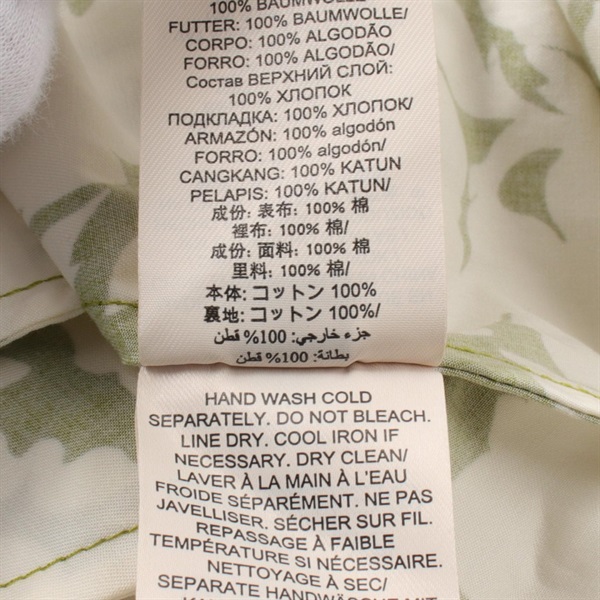 100% BAUMWOLLE/
FUTTER: 100% BAUMWOLLE/
CORPO: 100% ALGODÃO
FORRO: 100% ALGODÃO/
Состав ВЕРХНИЙ СЛОЙ:
100% ХЛОПОК
ПОДКЛАДКА: 100% ХЛОПОК/
ARMAZÓN: 100% algodón
FORRO: 100% algodón/
CANGKANG: 100% KATUN
PELAPIS: 100% KATUN/
成份: 表布: 100% 棉
裡布: 100% 棉/
成份: 面料: 100% 棉
里料: 100% 棉/
本体: コットン 100%
裏地: コットン 100%/
جزء خارجي: 100% قطن
بطانة: 100% قطن
HAND WASH COLD
SEPARATELY. DO NOT BLEACH.
LINE DRY. COOL IRON IF
NECESSARY. DRY CLEAN/
LAVER À LA MAIN À L'EAU
FROIDE SÉPARÉMENT. NE PAS
JAVELLISER. SÉCHER SUR FIL.
REPASSAGE À FAIBLE
TEMPÉRATURE SI NÉCESSAIRE.
NETTOYAGE À SEC/
SEPARATE HANDWÄSCHE MIT